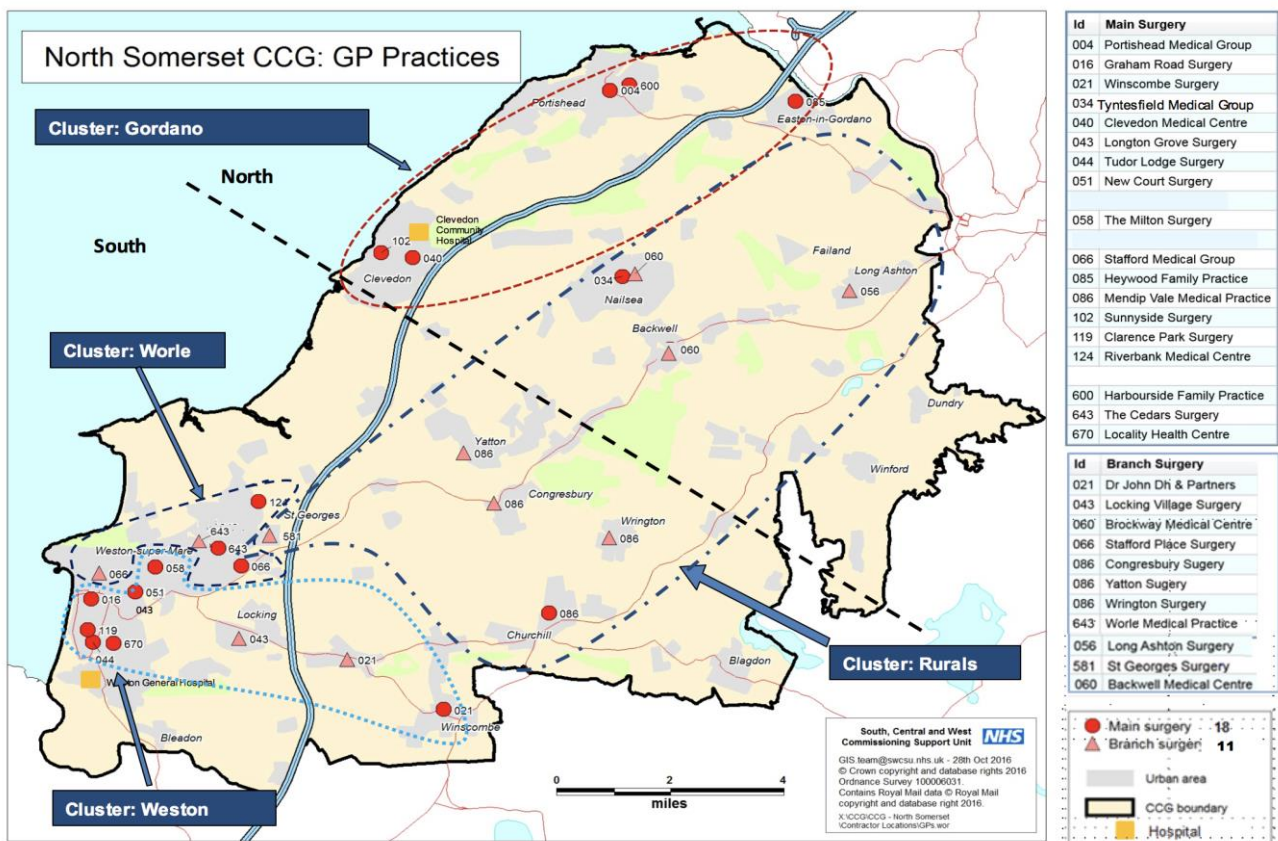 North Somerset CCG: GP Practices
Cluster: Gordano
North
South
Cluster: Worle
Cluster: Weston
Cluster: Rurals
Portishead
004
600
085
Easton-in-Gordano
Clevedon
Community
Hospital
102
040
Clevedon
034
060
Nailsea
Failand
Long Ashton
056
Backwell
060
Dundry
Winford
Yatton
086
Congresbury
086
Wrington
086
124
St Georges
643
581
Weston-super-Mare
643
066
058
066
016
051
043
Locking
043
119
670
044
Weston General Hospital
021
Churchill
086
Blagdon
021
Winscombe
Bleadon
0 2 4
miles
South, Central and West
Commissioning Support Unit
NHS
GIS.team@swcsu.nhs.uk - 28th Oct 2016
© Crown copyright and database rights 2016
Ordnance Survey 100006031.
Contains Royal Mail data © Royal Mail
copyright and database right 2016.
X:\CCG\CCG - North Somerset
\Contractor Locations\GPs.wor
Id Main Surgery
004 Portishead Medical Group
016 Graham Road Surgery
021 Winscombe Surgery
034 Tyntesfield Medical Group
040 Clevedon Medical Centre
043 Longton Grove Surgery
044 Tudor Lodge Surgery
051 New Court Surgery
058 The Milton Surgery
066 Stafford Medical Group
085 Heywood Family Practice
086 Mendip Vale Medical Practice
102 Sunnyside Surgery
119 Clarence Park Surgery
124 Riverbank Medical Centre
600 Harbourside Family Practice
643 The Cedars Surgery
670 Locality Health Centre
Id Branch Surgery
021 Dr John Dh & Partners
043 Locking Village Surgery
060 Brockway Medical Centre
066 Stafford Place Surgery
086 Congresbury Sugery
086 Yatton Sugery
086 Wrington Surgery
643 Worle Medical Practice
056 Long Ashton Surgery
581 St Georges Surgery
060 Backwell Medical Centre
Main surgery 18
Branch surger 11
Urban area
CCG boundary
Hospital